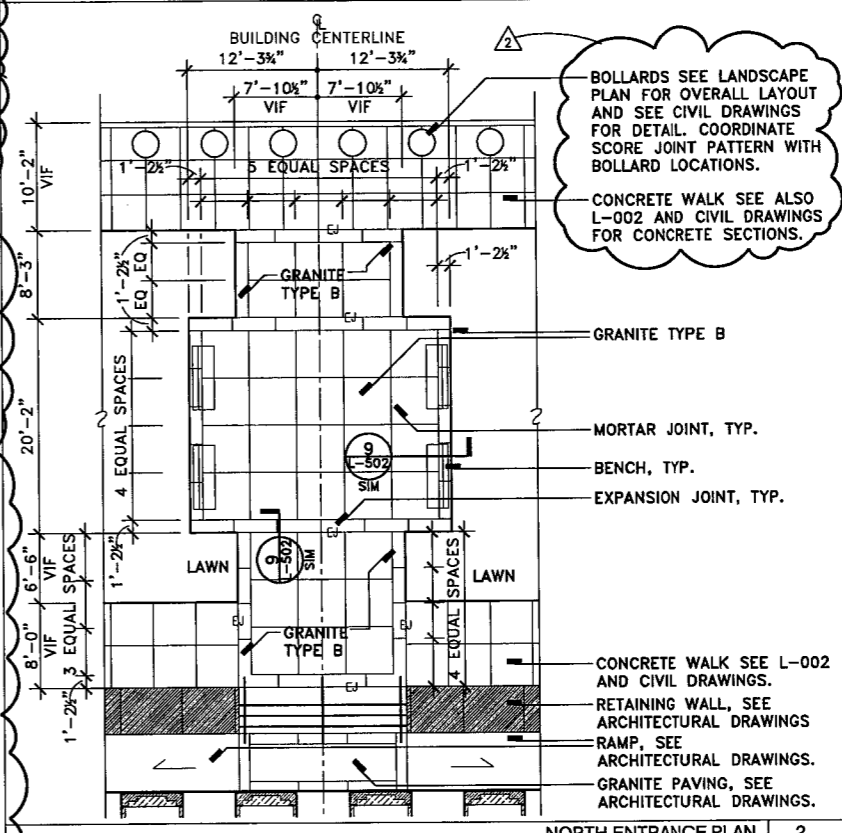 ℄
BUILDING CENTERLINE
12'-3¾" 12'-3¾"
7'-10½" 7'-10½"
VIF VIF
2
BOLLARDS SEE LANDSCAPE
PLAN FOR OVERALL LAYOUT
AND SEE CIVIL DRAWINGS
FOR DETAIL. COORDINATE
SCORE JOINT PATTERN WITH
BOLLARD LOCATIONS.
CONCRETE WALK SEE ALSO
L-002 AND CIVIL DRAWINGS
FOR CONCRETE SECTIONS.
10'-2"
VIF
1'-2½"
5 EQUAL SPACES
1'-2½"
EJ
1'-2½"
8'-3"
1'-2½"
EQ EQ
GRANITE
TYPE B
EJ
GRANITE TYPE B
20'-2"
4 EQUAL SPACES
MORTAR JOINT, TYP.
9
L-502
SIM
BENCH, TYP.
EXPANSION JOINT, TYP.
EJ
1'-2½"
9
L-502
SIM
LAWN
LAWN
6'-6"
VIF
8'-0"
VIF
3 EQUAL SPACES
4 EQUAL SPACES
EJ
EJ
GRANITE
TYPE B
EJ
1'-2½"
CONCRETE WALK SEE L-002
AND CIVIL DRAWINGS.
RETAINING WALL, SEE
ARCHITECTURAL DRAWINGS
RAMP, SEE
ARCHITECTURAL DRAWINGS.
GRANITE PAVING, SEE
ARCHITECTURAL DRAWINGS.
NORTH ENTRANCE PLAN 2